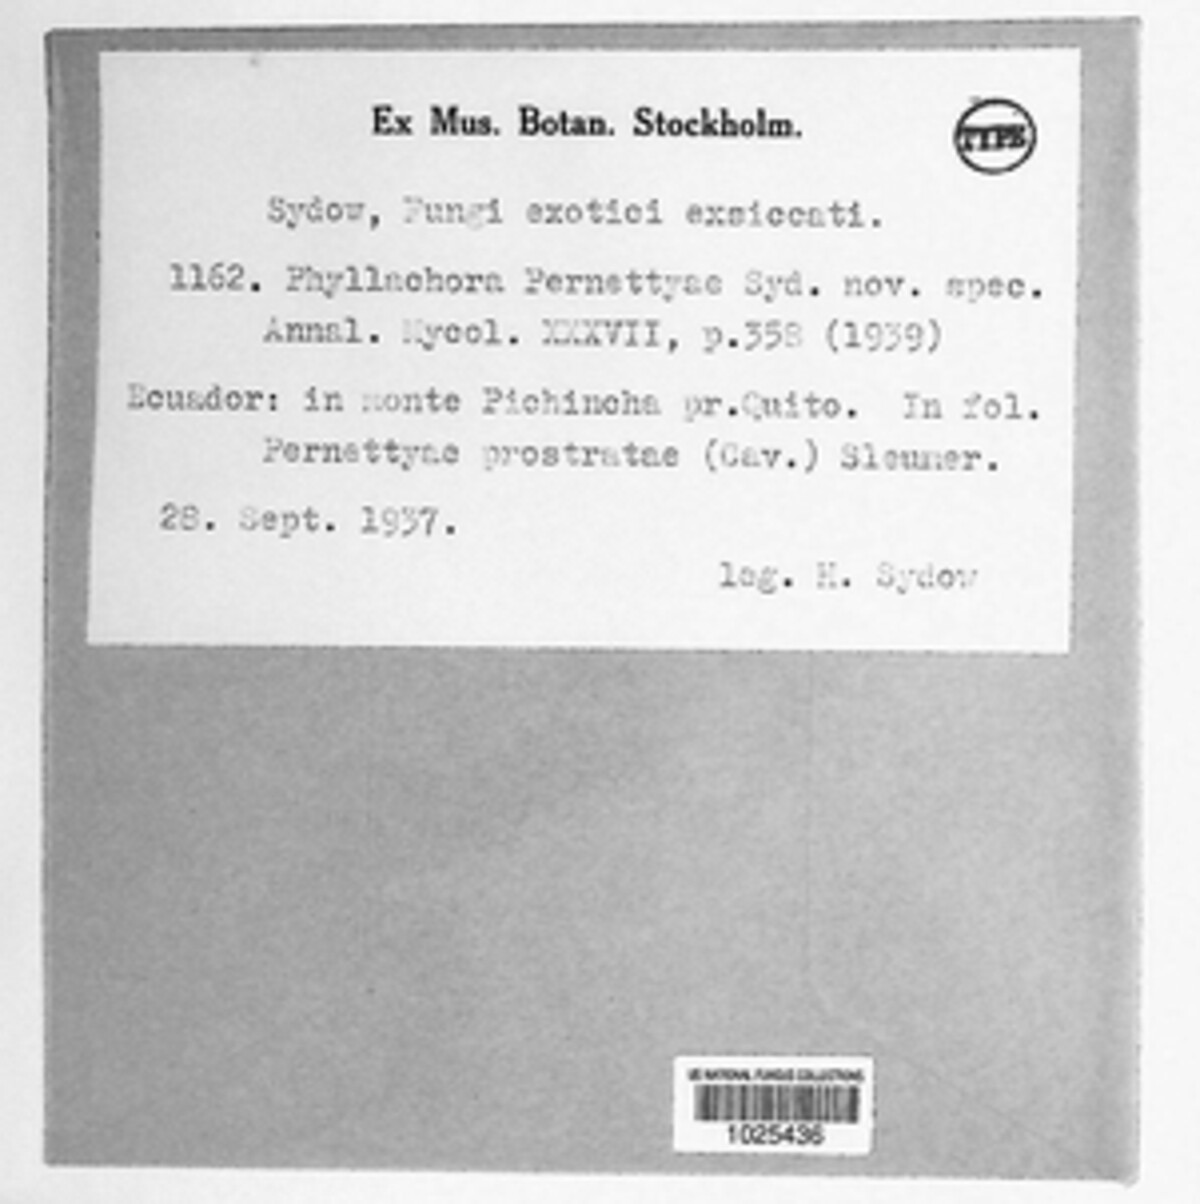 Ex Mus. Botan. Stockholm.
TYPE
Sydow, Fungi exotici exsiccati.
1162. Phyllachora Pernettyae Syd. nov. spec.
Annal. Mycol. XXXVII, p.358 (1939)
Ecuador: in monte Pichincha pr.Quito. In fol.
Pernettyae prostratae (Cav.) Sleumer.
28. Sept. 1937.
leg. H. Sydow
US NATIONAL FUNGUS COLLECTIONS
1025436